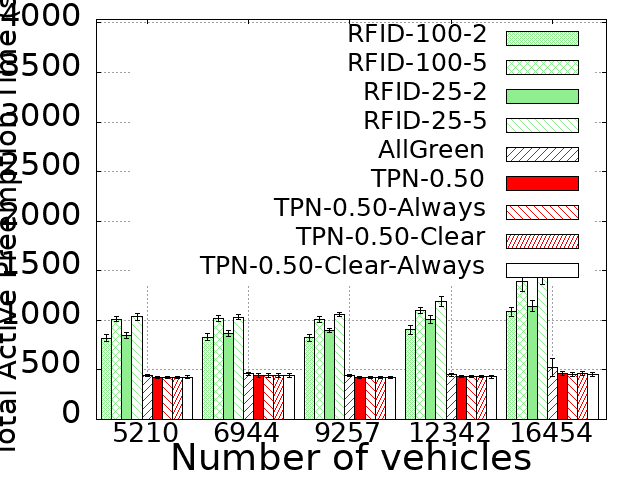 4000
3500
3000
2500
2000
1500
1000
500
0
Total Active Preemption Time
RFID-100-2
RFID-100-5
RFID-25-2
RFID-25-5
AllGreen
TPN-0.50
TPN-0.50-Always
TPN-0.50-Clear
TPN-0.50-Clear-Always
5210 6944 9257 12342 16454
Number of vehicles